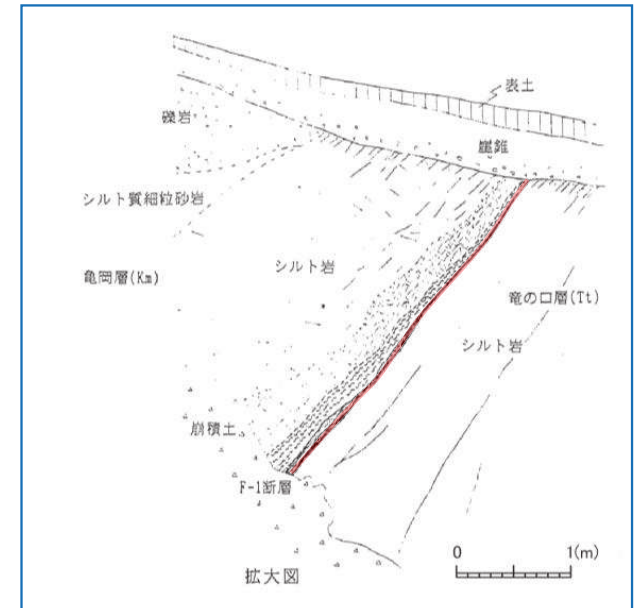 表土
礫岩
崖錐
シルト質細粒砂岩
シルト岩
亀岡層(Km)
竜の口層(Tt)
シルト岩
崩積土
F-1断層
0 1(m)
拡大図